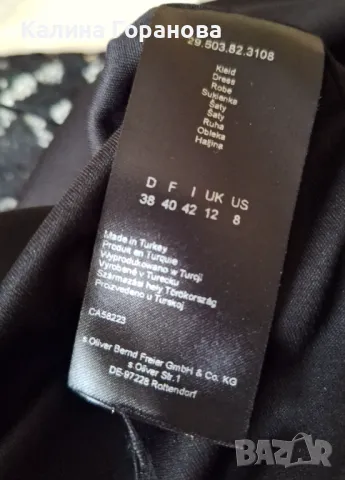 Калина Горанова
29.503.82.3108
Kleid
Dress
Robe
Sukienka
Šaty
Šaty
Ruha
Obleka
Haljina
D F I UK US
38 40 42 12 8
Made in Turkey
Produit en Turquie
Wyprodukowano w Turcji
Vyrobené v Turecku
Származási hely Törökország
Proizvedeno u Turskoj
CA58223
s.Oliver Bernd Freier GmbH & Co. KG
s.Oliver Str.1
DE-97228 Rottendorf
BAZAR
bg